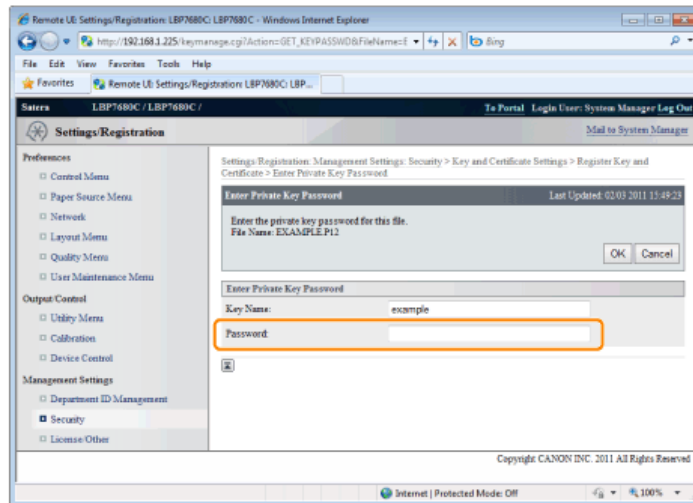 Remote UI: Settings/Registration: LBP7680C: LBP7680C - Windows Internet Explorer
http://192.168.1.225/keymanage.cgi?Action=GET_KEYPASSWD&FileName=E
Bing
File Edit View Favorites Tools Help
Favorites
Remote UI: Settings/Registration: LBP7680C: LBP...
Satera LBP7680C / LBP7680C /
To Portal Login User: System Manager Log Out
Settings/Registration
Mail to System Manager
Preferences
Control Menu
Paper Source Menu
Network
Layout Menu
Quality Menu
User Maintenance Menu
Output/Control
Utility Menu
Calibration
Device Control
Management Settings
Department ID Management
Security
License/Other
Settings/Registration: Management Settings: Security > Key and Certificate Settings > Register Key and
Certificate > Enter Private Key Password
Enter Private Key Password
Last Updated: 02/03 2011 15:49:23
Enter the private key password for this file.
File Name: EXAMPLE.P12
OK Cancel
Enter Private Key Password
Key Name: example
Password:
Copyright CANON INC. 2011 All Rights Reserved
Internet | Protected Mode: Off
100%